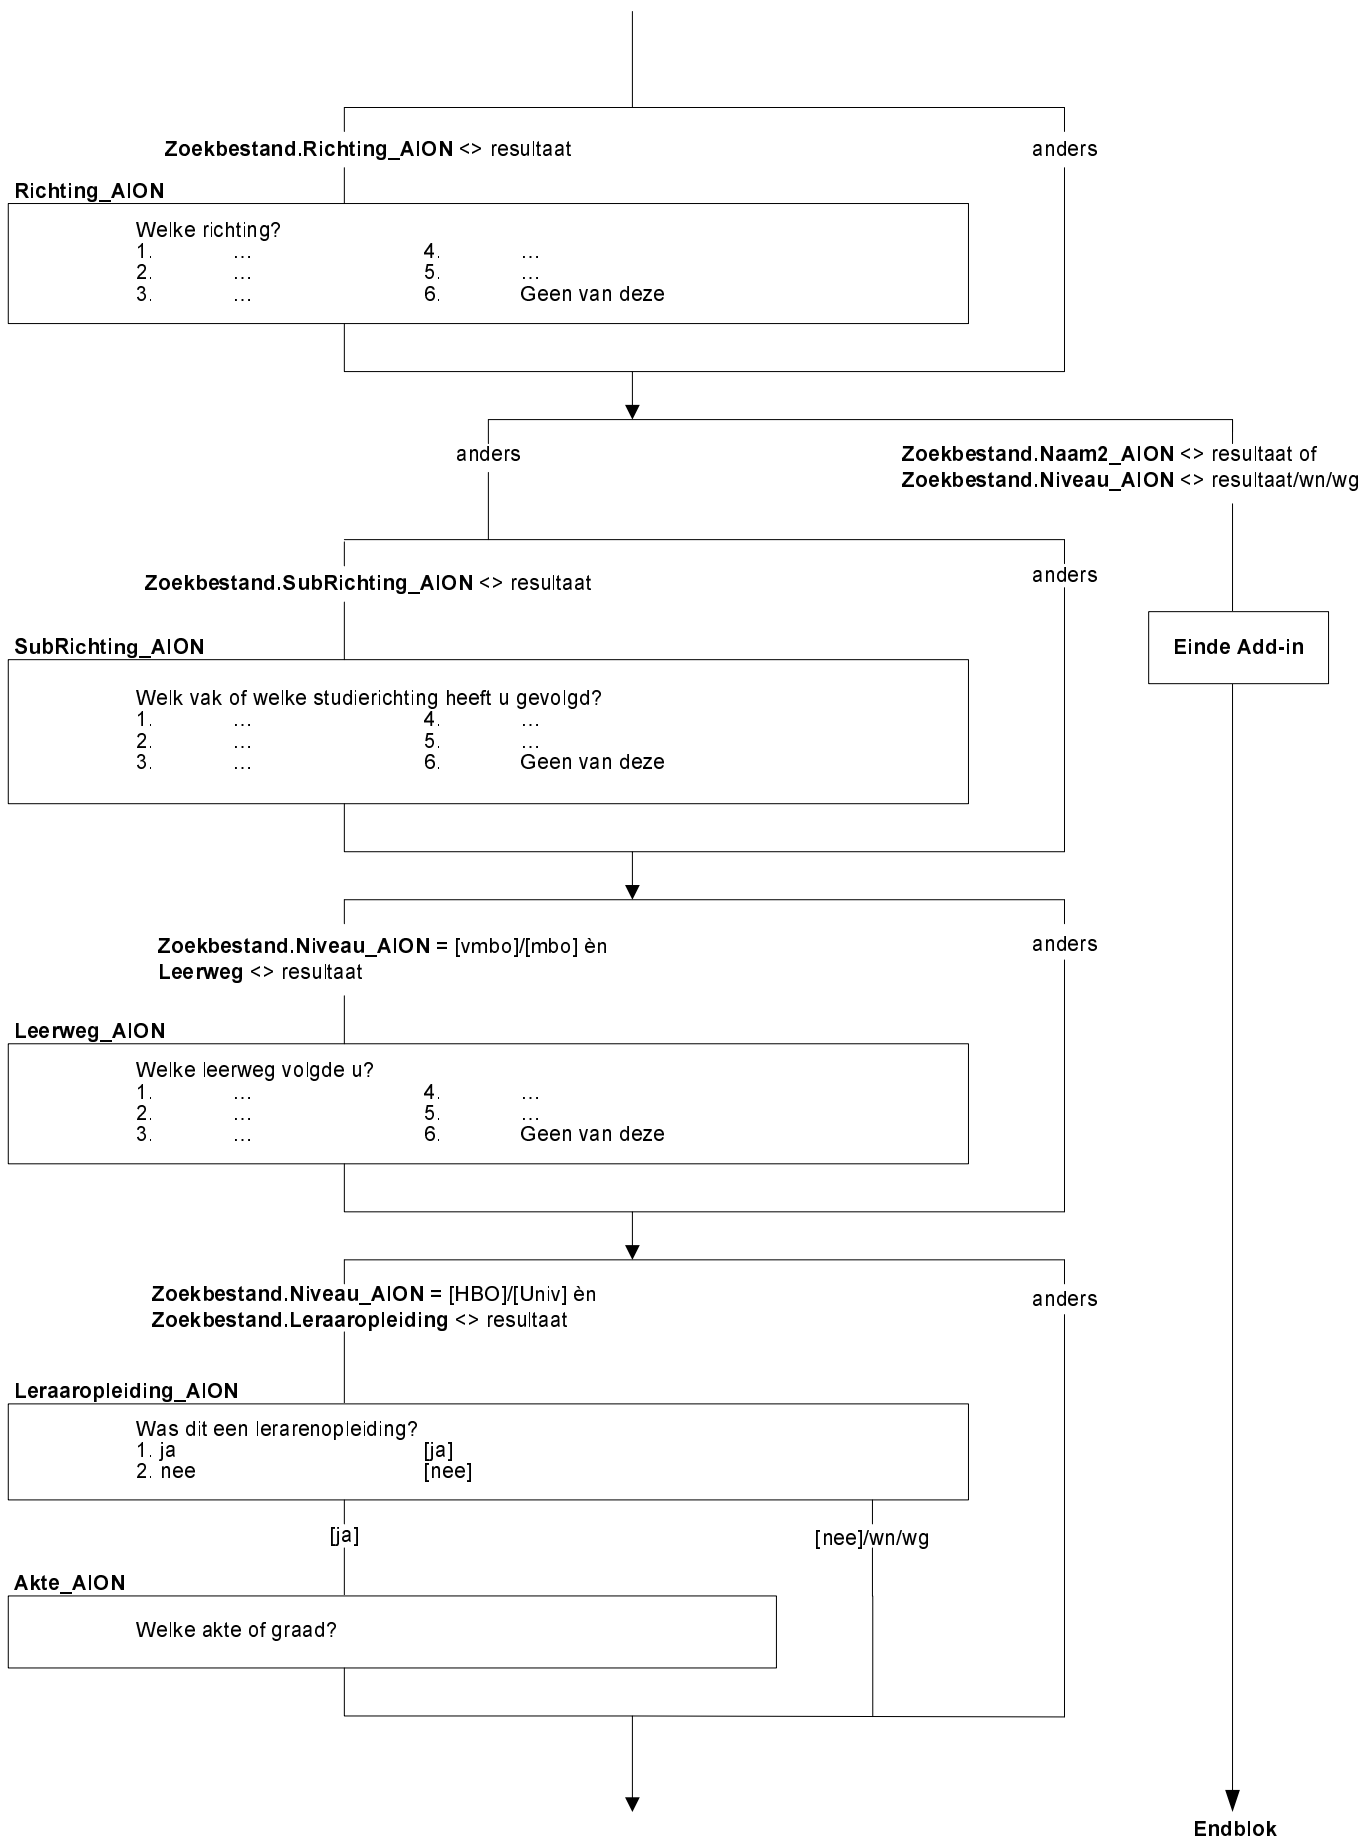 Zoekbestand.Richting_AION <> resultaat anders
Richting_AION
Welke richting?
1. ... 4. ...
2. ... 5. ...
3. ... 6. Geen van deze
anders Zoekbestand.Naam2_AION <> resultaat of
Zoekbestand.Niveau_AION <> resultaat/wn/wg
Zoekbestand.SubRichting_AION <> resultaat anders
SubRichting_AION Einde Add-in
Welk vak of welke studierichting heeft u gevolgd?
1. ... 4. ...
2. ... 5. ...
3. ... 6. Geen van deze
Zoekbestand.Niveau_AION = [vmbo]/[mbo] èn anders
Leerweg <> resultaat
Leerweg_AION
Welke leerweg volgde u?
1. ... 4. ...
2. ... 5. ...
3. ... 6. Geen van deze
Zoekbestand.Niveau_AION = [HBO]/[Univ] èn anders
Zoekbestand.Leraaropleiding <> resultaat
Leraaropleiding_AION
Was dit een lerarenopleiding?
1. ja [ja]
2. nee [nee]
[ja] [nee]/wn/wg
Akte_AION
Welke akte of graad?
Endblok